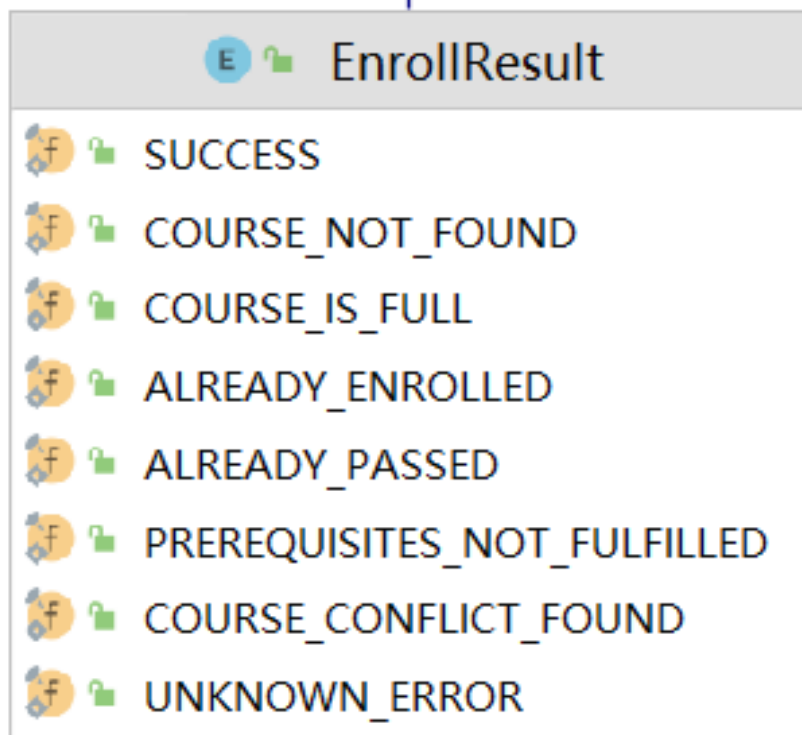 E EnrollResult
f SUCCESS
f COURSE_NOT_FOUND
f COURSE_IS_FULL
f ALREADY_ENROLLED
f ALREADY_PASSED
f PREREQUISITES_NOT_FULFILLED
f COURSE_CONFLICT_FOUND
f UNKNOWN_ERROR